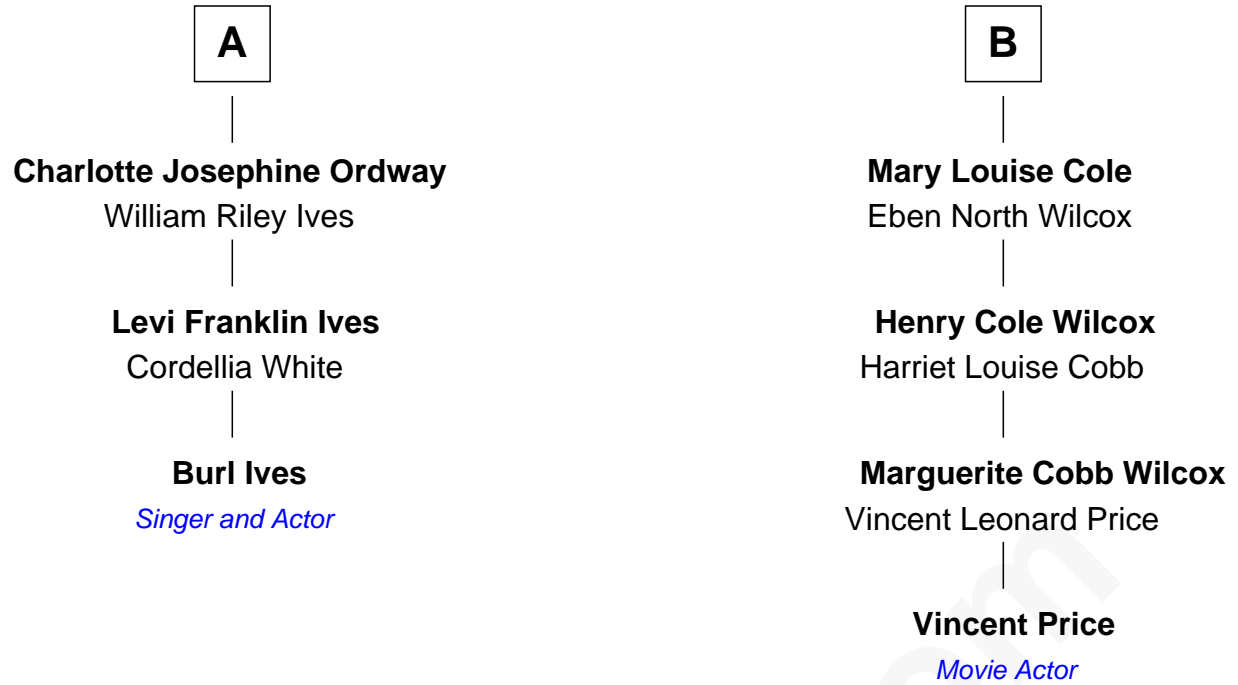 A
Charlotte Josephine Ordway
William Riley Ives
Levi Franklin Ives
Cordellia White
Burl Ives
Singer and Actor
B
Mary Louise Cole
Eben North Wilcox
Henry Cole Wilcox
Harriet Louise Cobb
Marguerite Cobb Wilcox
Vincent Leonard Price
Vincent Price
Movie Actor